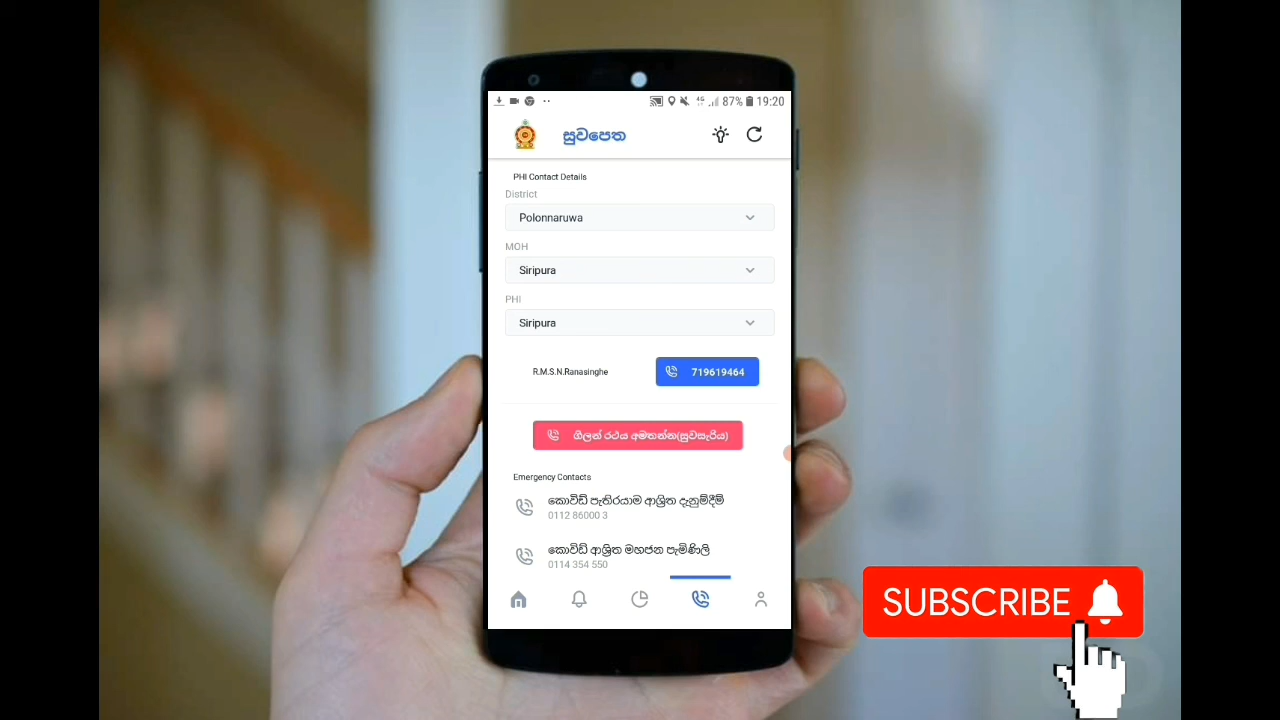 87% 19:20
සුවපෙත
PHI Contact Details
District
Polonnaruwa
MOH
Siripura
PHI
Siripura
R.M.S.N.Ranasinghe
719619464
ගිලන් රථය අමතන්න(සුවසැරිය)
Emergency Contacts
කොවිඩ් පැතිරයාම ආශ්‍රිත දැනුම්දීම්
0112 86000 3
කොවිඩ් ආශ්‍රිත මහජන පැමිණිලි
0114 354 550
SUBSCRIBE